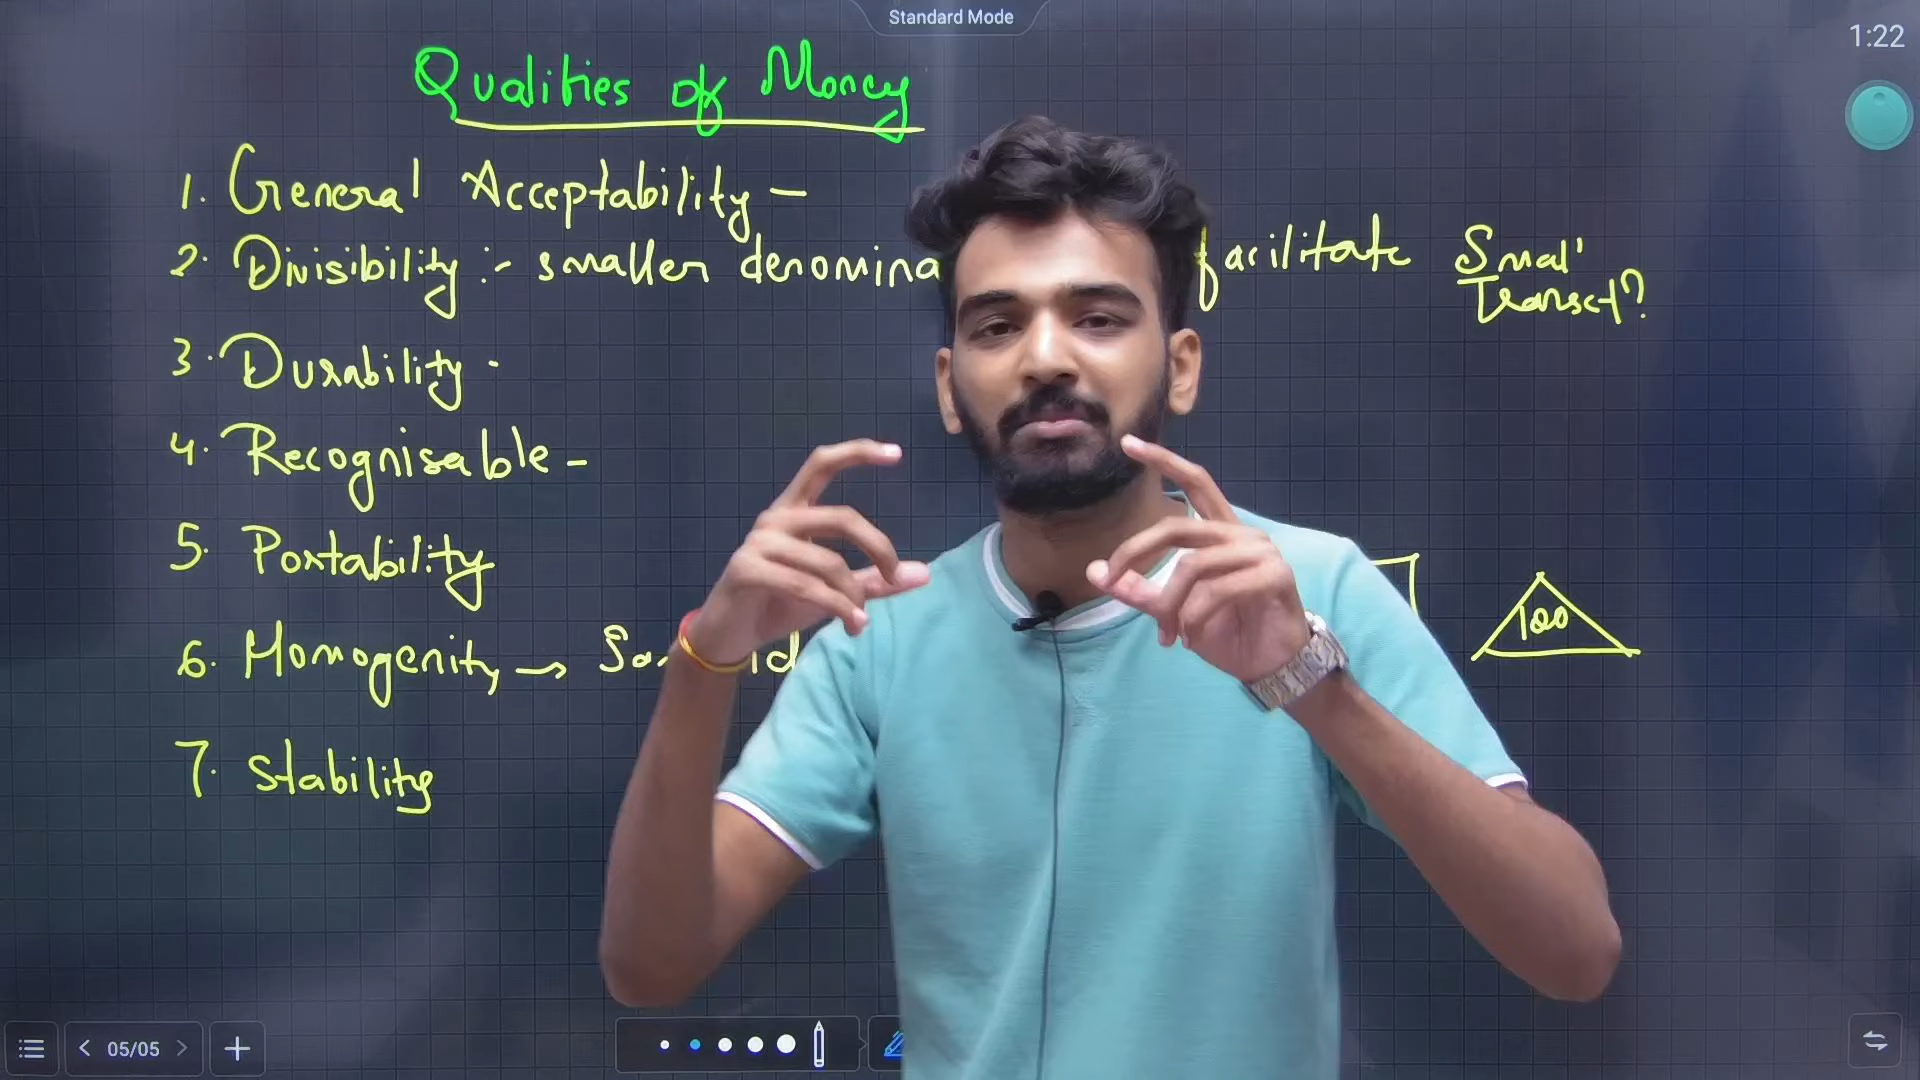 Standard Mode
1:22
Qualities of Money
1. General Acceptability -
2. Divisibility :- smaller denomina facilitate Small
Transct?
3. Durability -
4. Recognisable -
5. Portability
6. Homogenity →
100
7. Stability
05/05